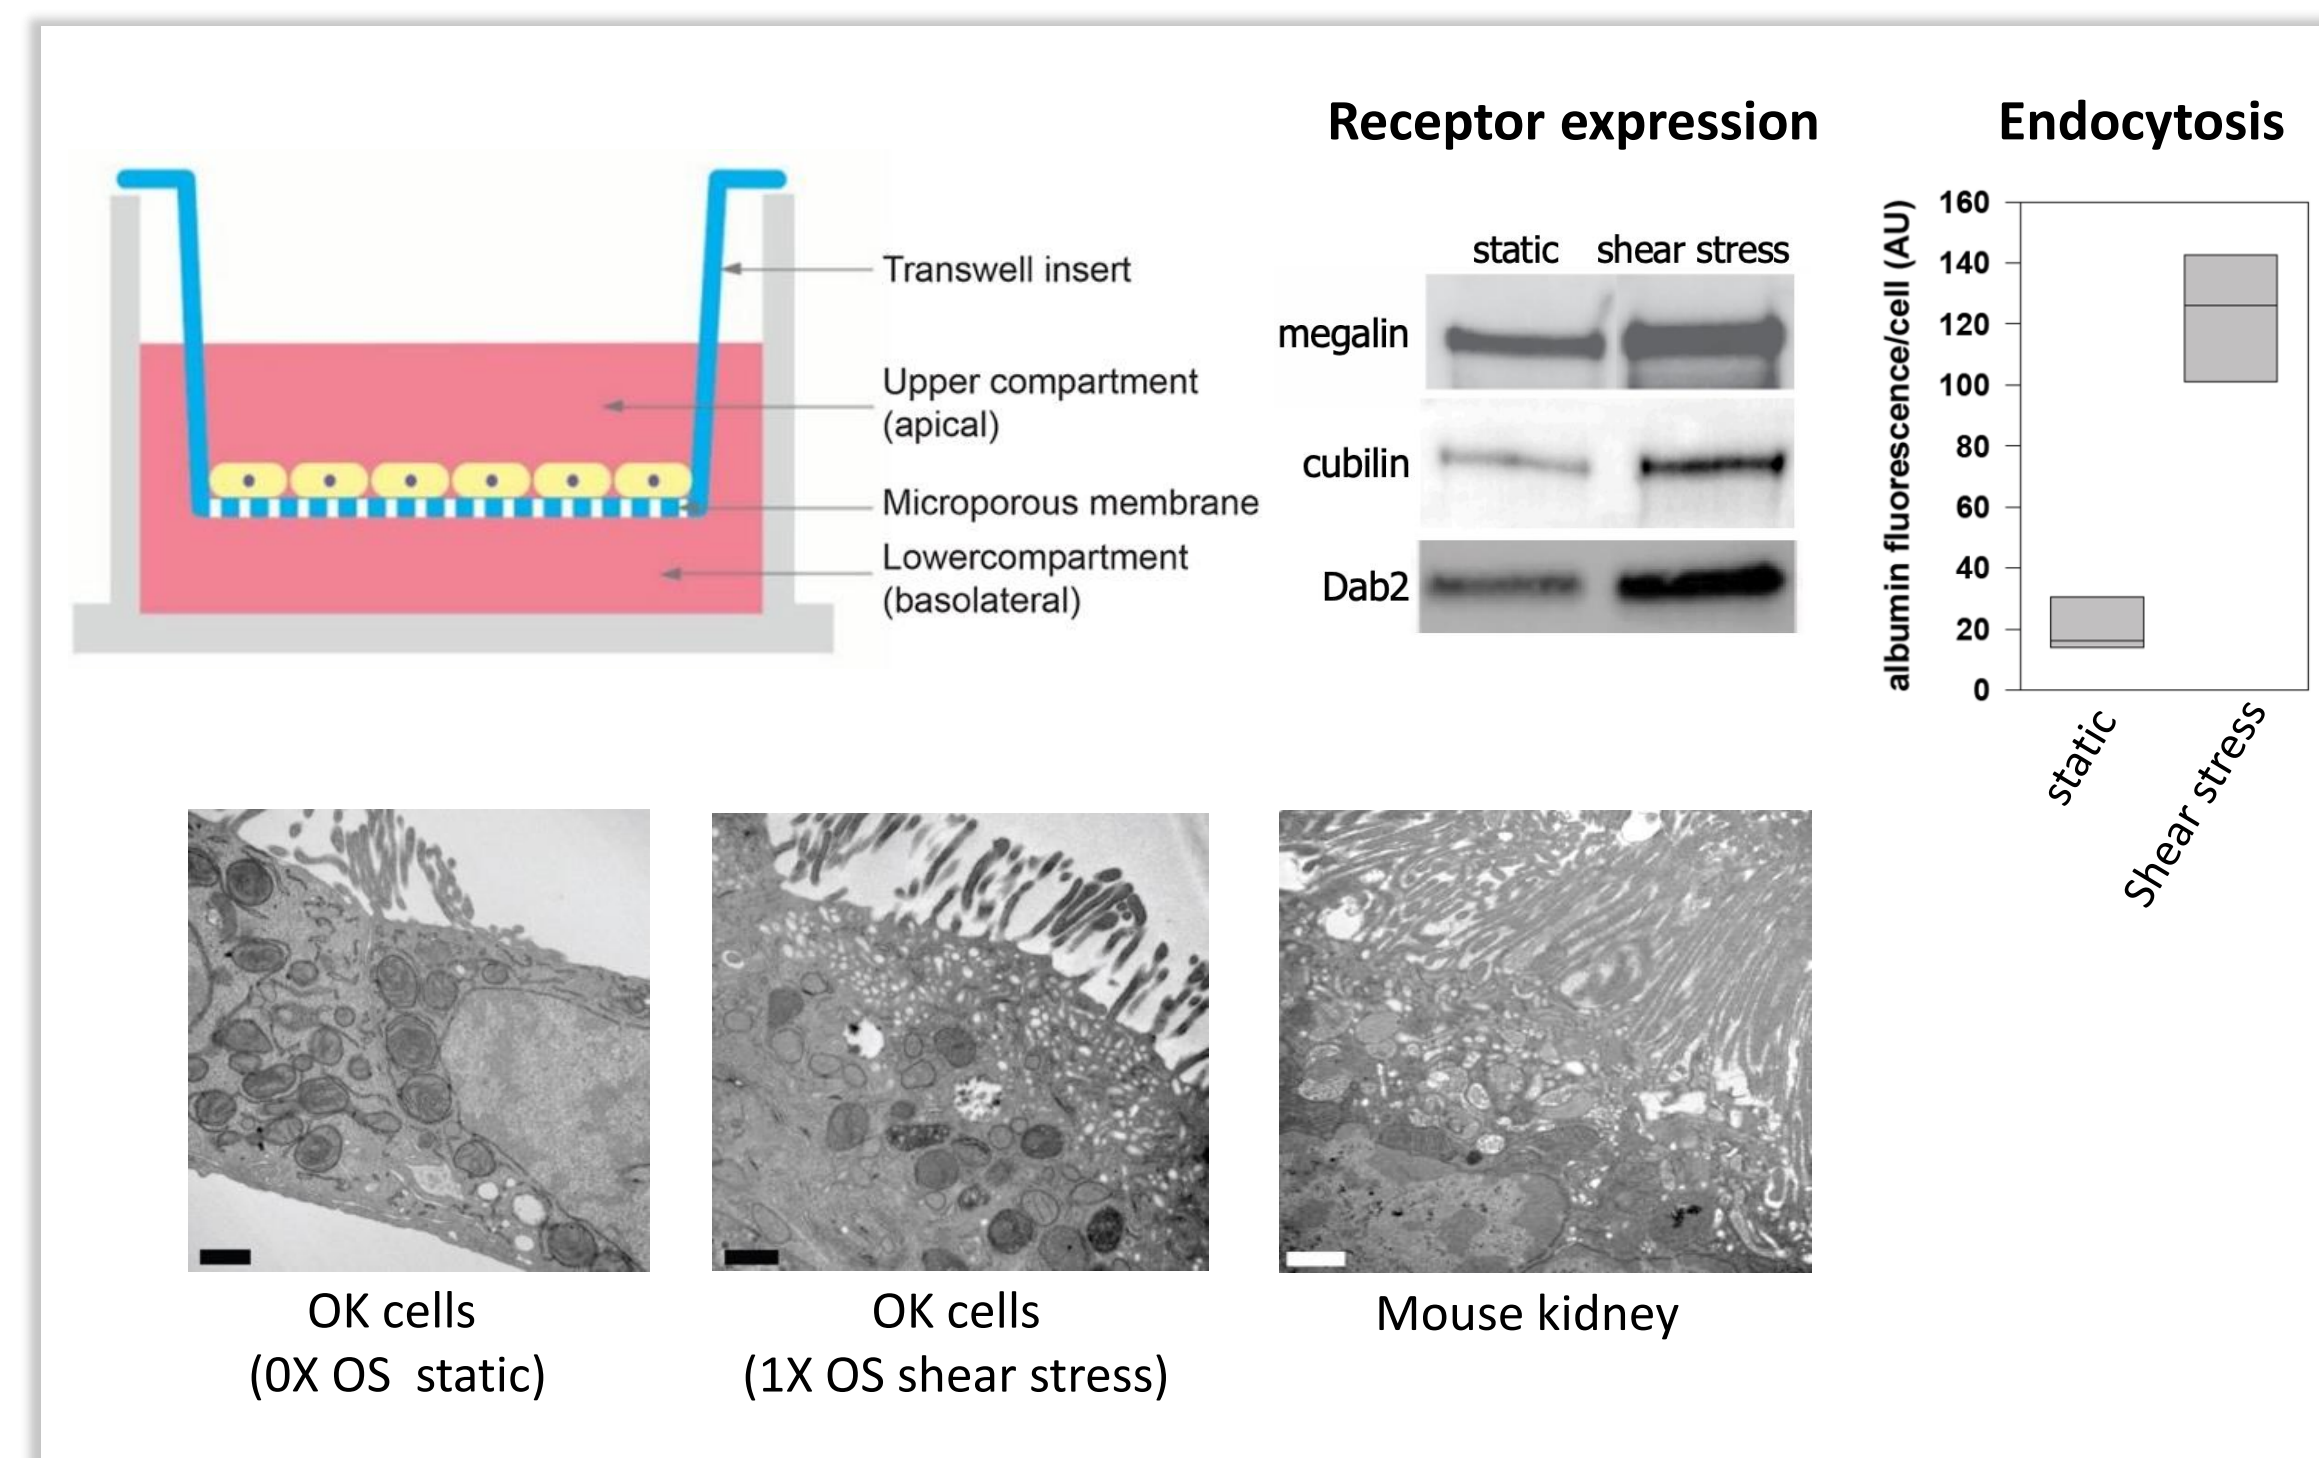 Receptor expression
Endocytosis
Transwell insert
Upper compartment
(apical)
Microporous membrane
Lowercompartment
(basolateral)
static shear stress
megalin
cubilin
Dab2
albumin fluorescence/cell (AU)
160
140
120
100
80
60
40
20
0
static
Shear stress
OK cells
(0X OS static)
OK cells
(1X OS shear stress)
Mouse kidney